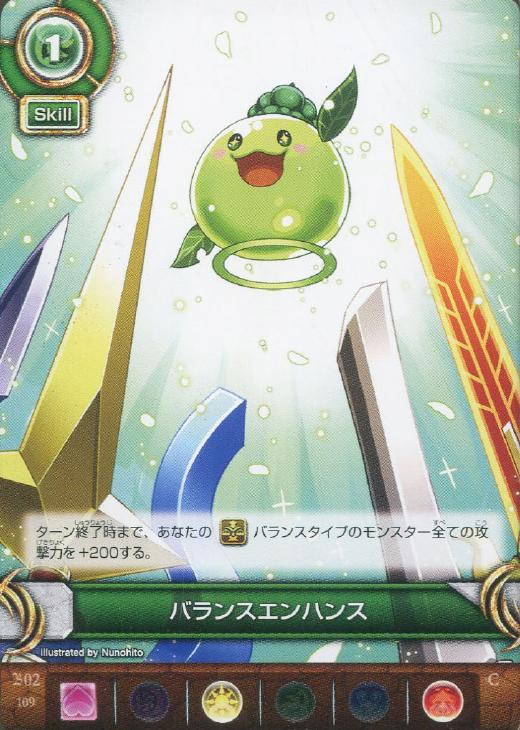 1
Skill
ターン終了時まで、あなたの バランスタイプのモンスター全ての攻
撃力を+200する。
バランスエンハンス
Illustrated by Nunohito
B02
109
C